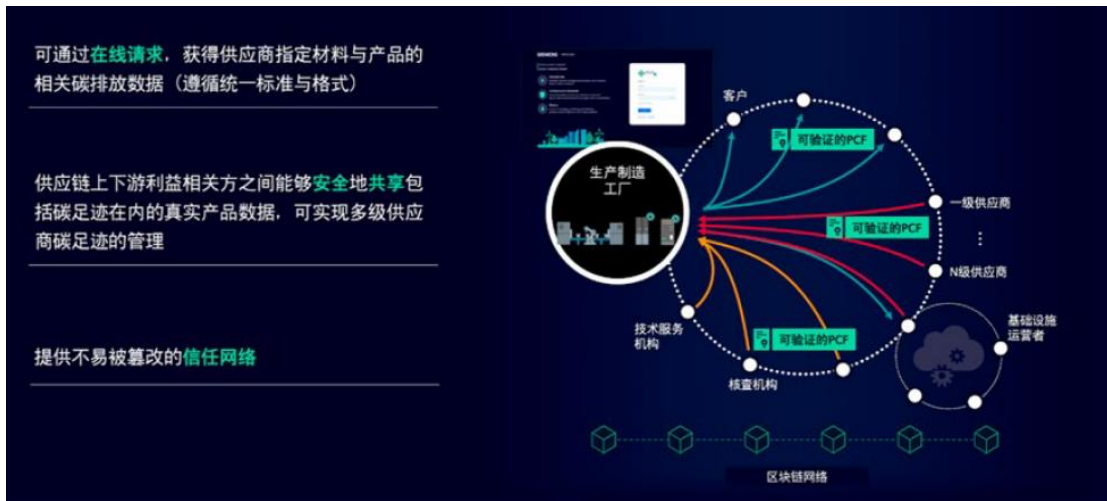 可通过在线请求，获得供应商指定材料与产品的
相关碳排放数据（遵循统一标准与格式）
供应链上下游利益相关方之间能够安全地共享包
括碳足迹在内的真实产品数据，可实现多级供应
商碳足迹的管理
提供不易被篡改的信任网络
SIEMENS
客户
可验证的PCF
生产制造
工厂
一级供应商
可验证的PCF
⋮
N级供应商
技术服务
机构
可验证的PCF
基础设施
运营者
核查机构
区块链网络